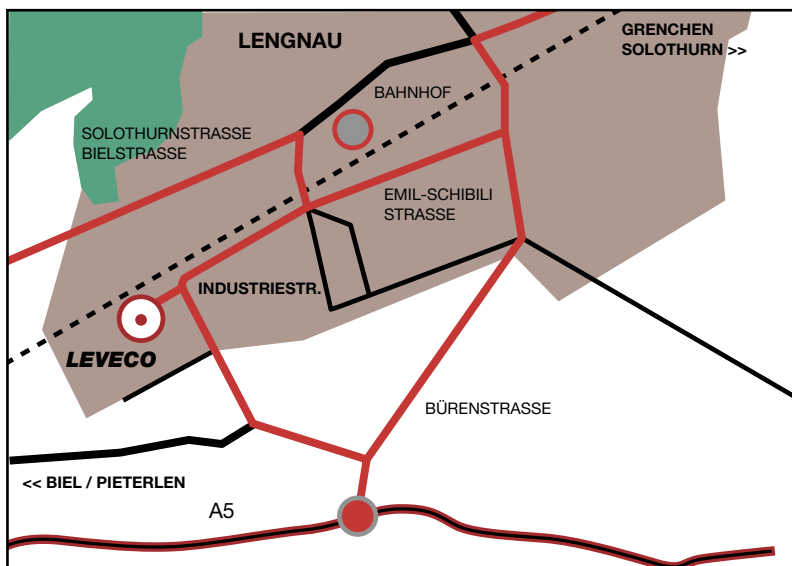 LENGNAU
GRENCHEN
SOLOTHURN >>
BAHNHOF
SOLOTHURNSTRASSE
BIELSTRASSE
EMIL-SCHIBILI
STRASSE
INDUSTRIESTR.
LEVECO
BÜRENSTRASSE
<< BIEL / PIETERLEN
A5